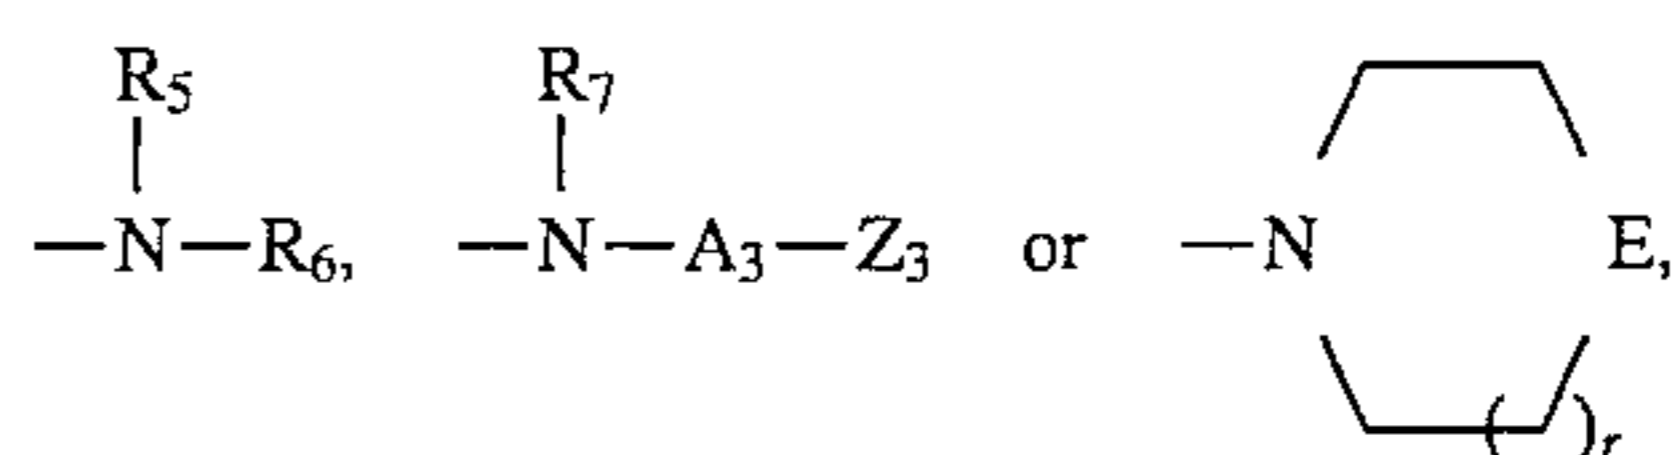 R₅ R₇
—N—R₆, —N—A₃—Z₃ or —N E,
( )r